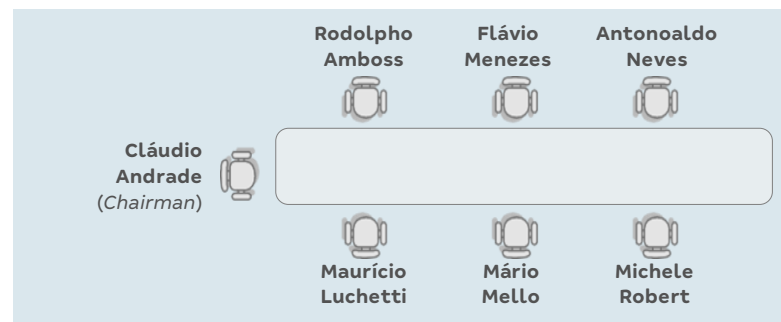 Rodolpho
Amboss
Flávio
Menezes
Antonoaldo
Neves
Cláudio
Andrade
(Chairman)
Maurício
Luchetti
Mário
Mello
Michele
Robert